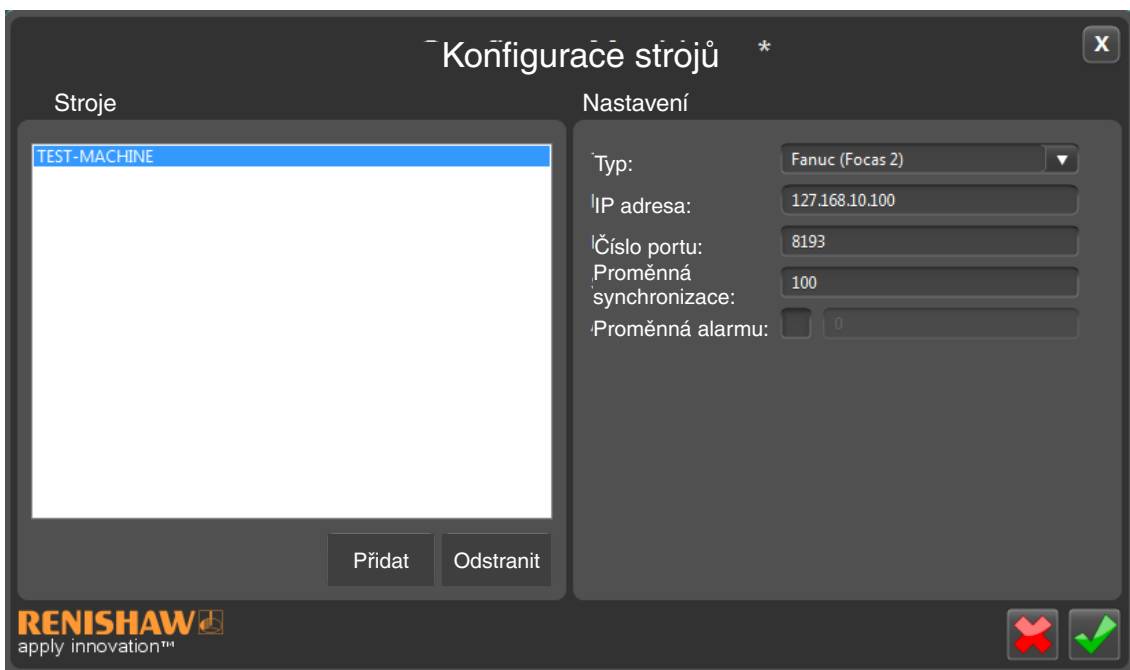 Konfigurace strojů *
X
Stroje
Nastavení
TEST-MACHINE
Typ:
Fanuc (Focas 2)
IP adresa:
127.168.10.100
Číslo portu:
8193
Proměnná
synchronizace:
100
Proměnná alarmu:
0
Přidat
Odstranit
RENISHAW
apply innovation™